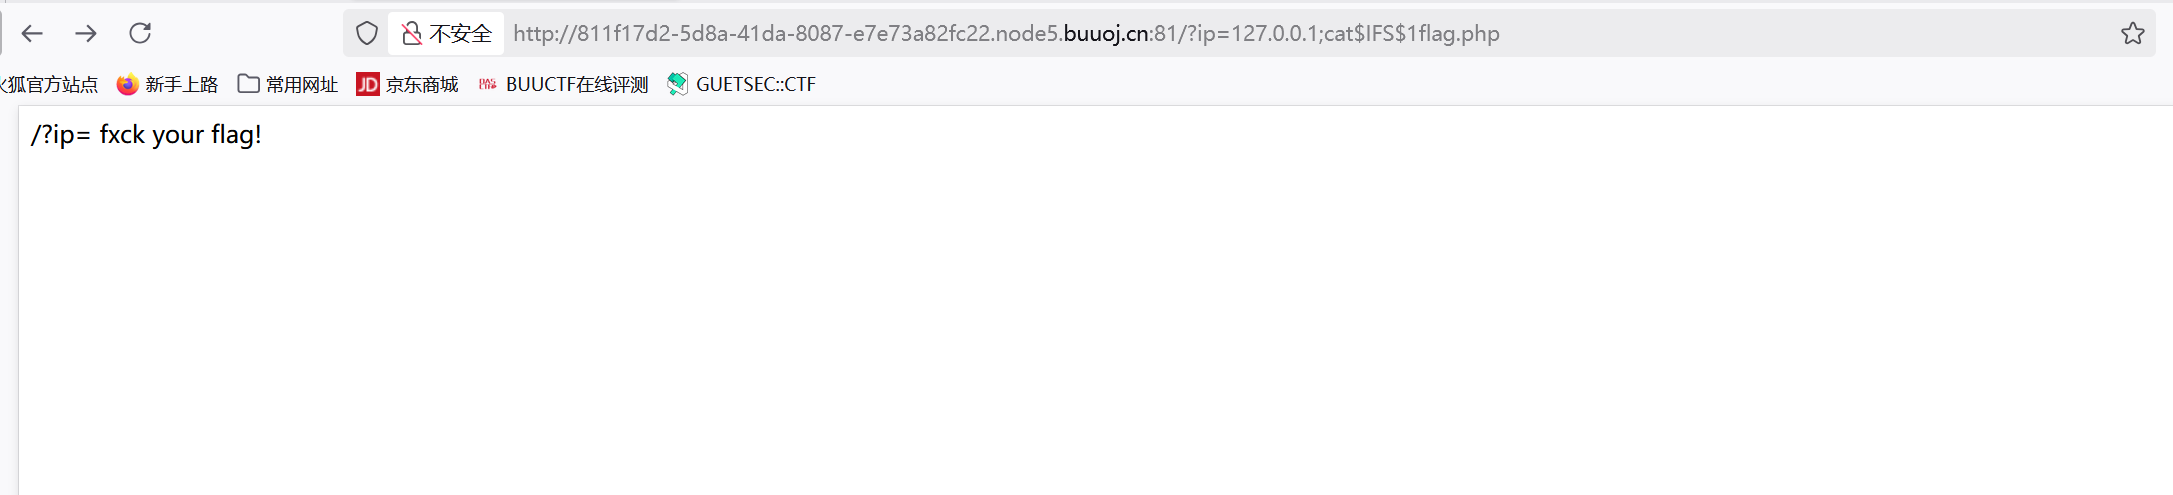 不安全 http://811f17d2-5d8a-41da-8087-e7e73a82fc22.node5.buuoj.cn:81/?ip=127.0.0.1;cat$IFS$1flag.php
火狐官方站点 新手上路 常用网址 JD 京东商城 BUUCTF在线评测 GUETSEC::CTF
/?ip= fxck your flag!